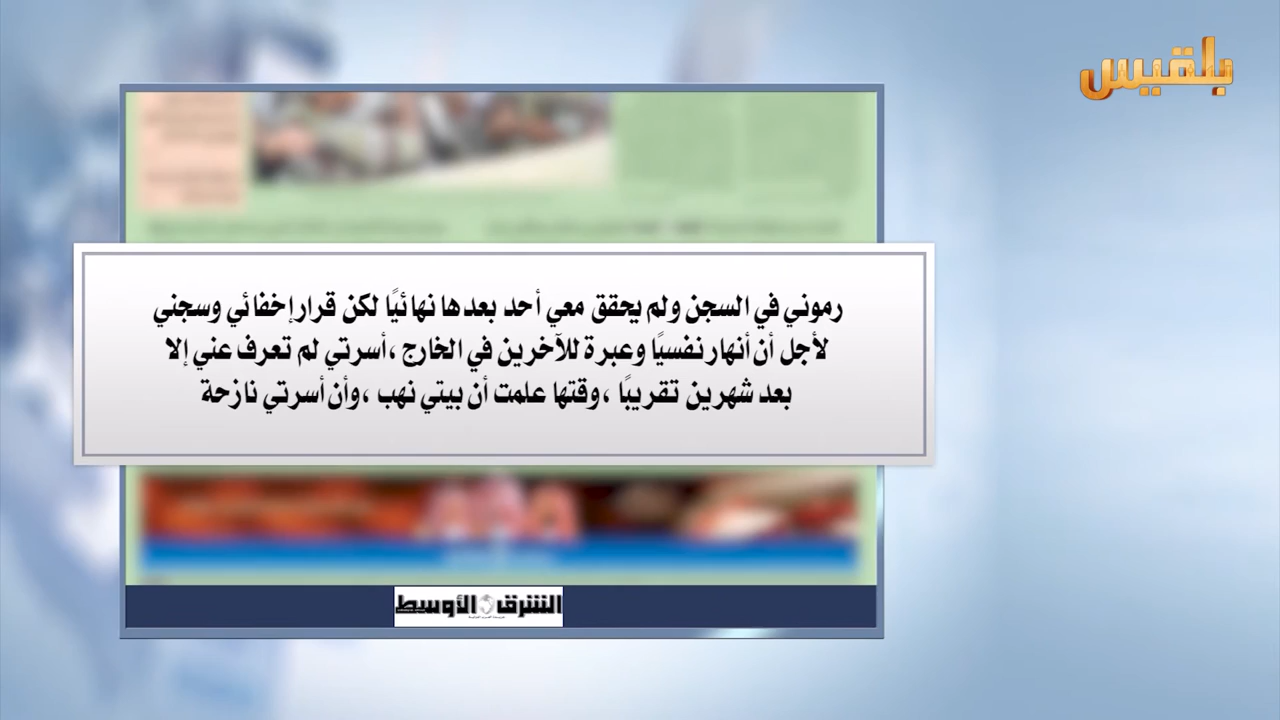 بلقيس
رموني في السجن ولم يحقق معي أحد بعدها نهائيًا لكن قرار إخفائي وسجني
لأجل أن أنهار نفسيًا وعبرة للآخرين في الخارج ،أسرتي لم تعرف عني إلا
بعد شهرين تقريبًا ،وقتها علمت أن بيتي نهب ،وأن أسرتي نازحة
الشرق الأوسط